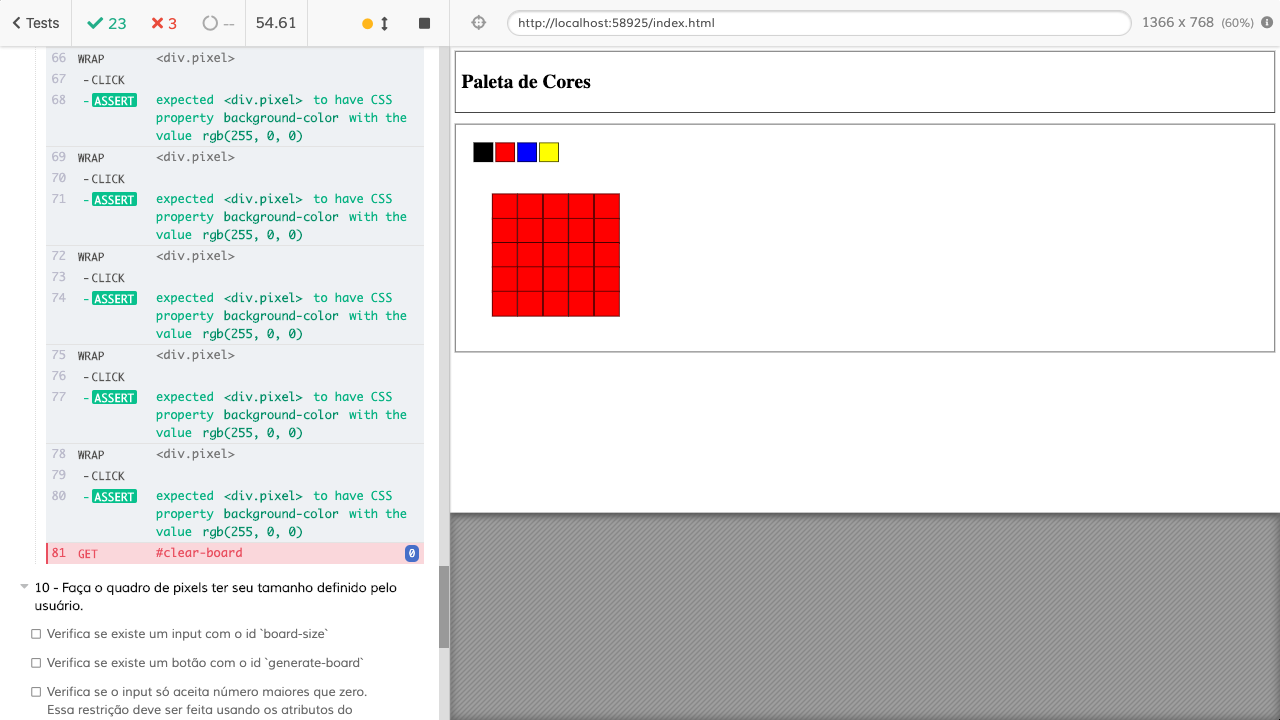 Tests
23
3
--
54.61
http://localhost:58925/index.html
1366 x 768 (60%)
66 WRAP <div.pixel>
67 -CLICK
68 -ASSERT expected <div.pixel> to have CSS
property background-color with the
value rgb(255, 0, 0)
69 WRAP <div.pixel>
70 -CLICK
71 -ASSERT expected <div.pixel> to have CSS
property background-color with the
value rgb(255, 0, 0)
72 WRAP <div.pixel>
73 -CLICK
74 -ASSERT expected <div.pixel> to have CSS
property background-color with the
value rgb(255, 0, 0)
75 WRAP <div.pixel>
76 -CLICK
77 -ASSERT expected <div.pixel> to have CSS
property background-color with the
value rgb(255, 0, 0)
78 WRAP <div.pixel>
79 -CLICK
80 -ASSERT expected <div.pixel> to have CSS
property background-color with the
value rgb(255, 0, 0)
81 GET #clear-board 0
10 - Faça o quadro de pixels ter seu tamanho definido pelo
usuário.
Verifica se existe um input com o id `board-size`
Verifica se existe um botão com o id `generate-board`
Verifica se o input só aceita número maiores que zero.
Essa restrição deve ser feita usando os atributos do
Paleta de Cores